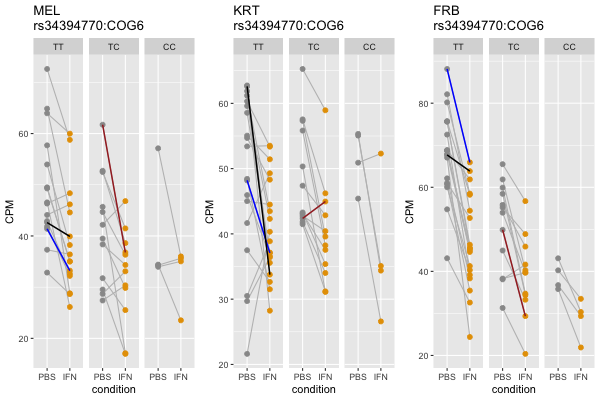 MEL
rs34394770:COG6
TT TC CC
CPM
60
40
20
PBS IFN PBS IFN PBS IFN
condition
KRT
rs34394770:COG6
TT TC CC
CPM
60
50
40
30
20
PBS IFN PBS IFN PBS IFN
condition
FRB
rs34394770:COG6
TT TC CC
CPM
80
60
40
20
PBS IFN PBS IFN PBS IFN
condition